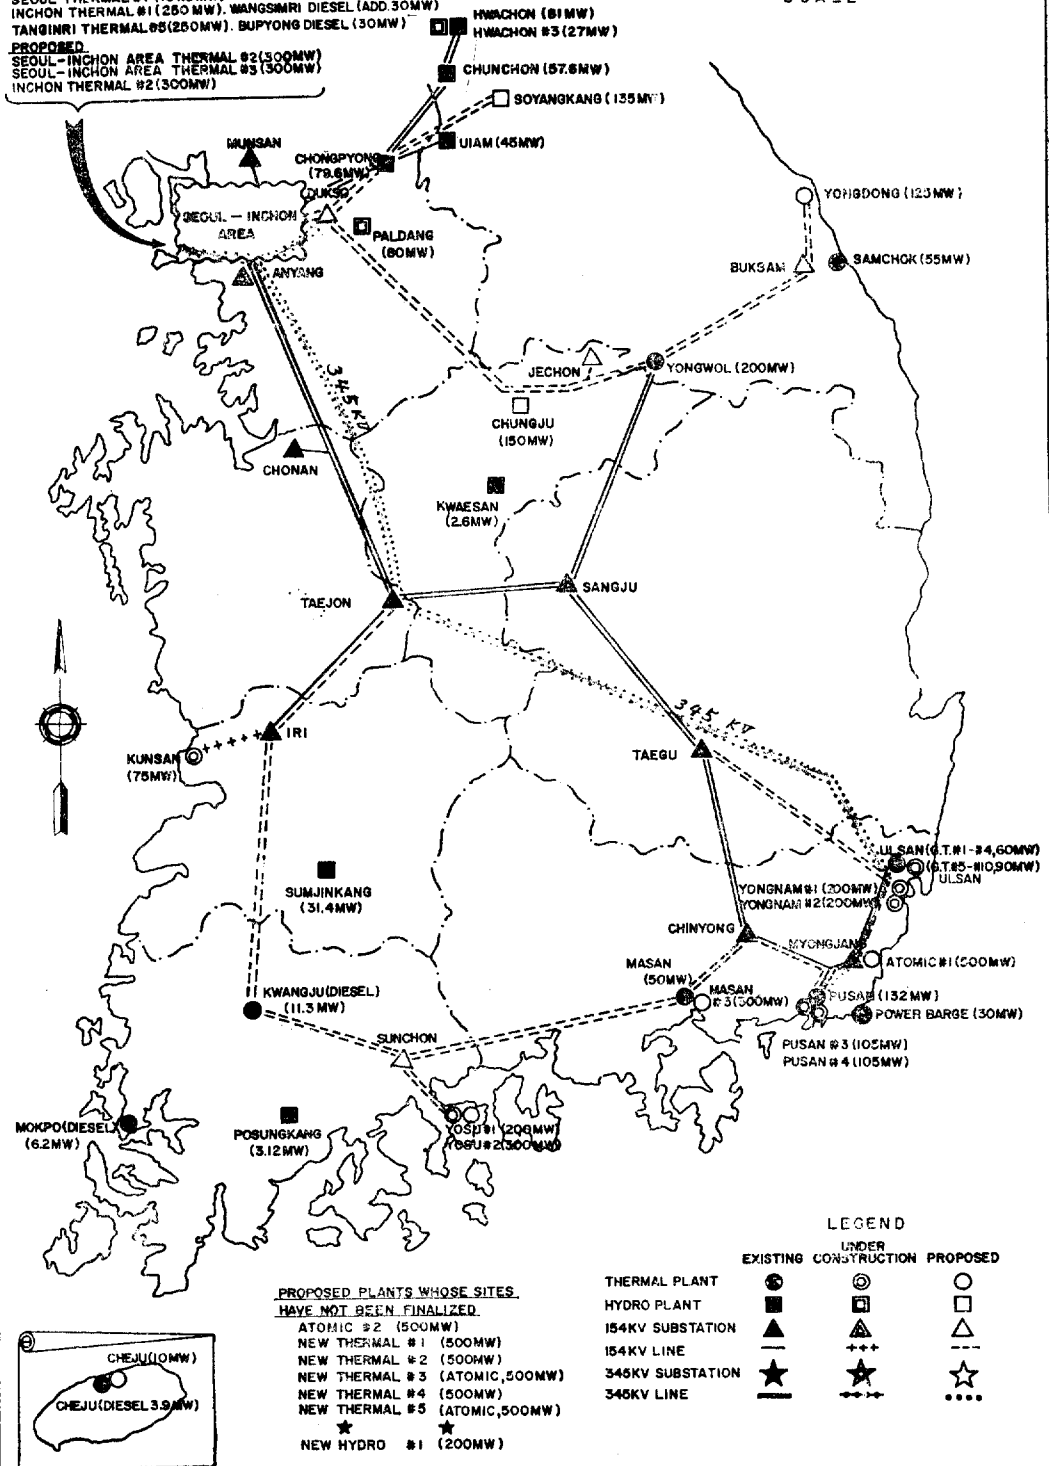 INCHON THERMAL #1 (250 MW). WANGSIMRI DIESEL (ADD. 30MW)
TANGINRI THERMAL #5(250MW). BUPYONG DIESEL (30MW)
PROPOSED
SEOUL-INCHON AREA THERMAL #2(300MW)
SEOUL-INCHON AREA THERMAL #3(300MW)
INCHON THERMAL #2(300MW)
HWACHON (81MW)
HWACHON #3(27MW)
CHUNCHON (57.6MW)
SOYANGKANG (135MW)
UIAM (45MW)
MUNSAN
CHONGPYONG
(79.6MW)
DUKSO
SEOUL - INCHON
AREA
PALDANG
(80MW)
ANYANG
YONGDONG (125MW)
BUKSAM
SAMCHOK (55MW)
JECHON
YONGWOL (200MW)
345 KV
CHUNGJU
(150MW)
CHONAN
KWAESAN
(2.6MW)
TAEJON
SANGJU
345 KV
IRI
TAEGU
KUNSAN
(75MW)
ULSAN(G.T.#1-#4,60MW)
(G.T.#5-#10,90MW)
ULSAN
SUMJINKANG
(31.4MW)
YONGNAM#1 (200MW)
YONGNAM #2(200MW)
CHINYONG
MYONGJANG
ATOMIC#1 (500MW)
MASAN
(50MW)
MASAN
#3(300MW)
PUSAN (132MW)
POWER BARGE (30MW)
KWANGJU(DIESEL)
(11.3 MW)
SUNCHON
PUSAN #3 (105MW)
PUSAN #4 (105MW)
MOKPO(DIESEL)
(6.2MW)
POSUNGKANG
(3.12MW)
YOSU#1 (200MW)
YOSU#2(300MW)
LEGEND
UNDER
EXISTING CONSTRUCTION PROPOSED
THERMAL PLANT
HYDRO PLANT
154KV SUBSTATION
154KV LINE
345KV SUBSTATION
345KV LINE
PROPOSED PLANTS WHOSE SITES
HAVE NOT BEEN FINALIZED
ATOMIC #2 (500MW)
NEW THERMAL #1 (500MW)
NEW THERMAL #2 (500MW)
NEW THERMAL #3 (ATOMIC,500MW)
NEW THERMAL #4 (500MW)
NEW THERMAL #5 (ATOMIC,500MW)
NEW HYDRO #1 (200MW)
CHEJU(10MW)
CHEJU(DIESEL 3.9MW)